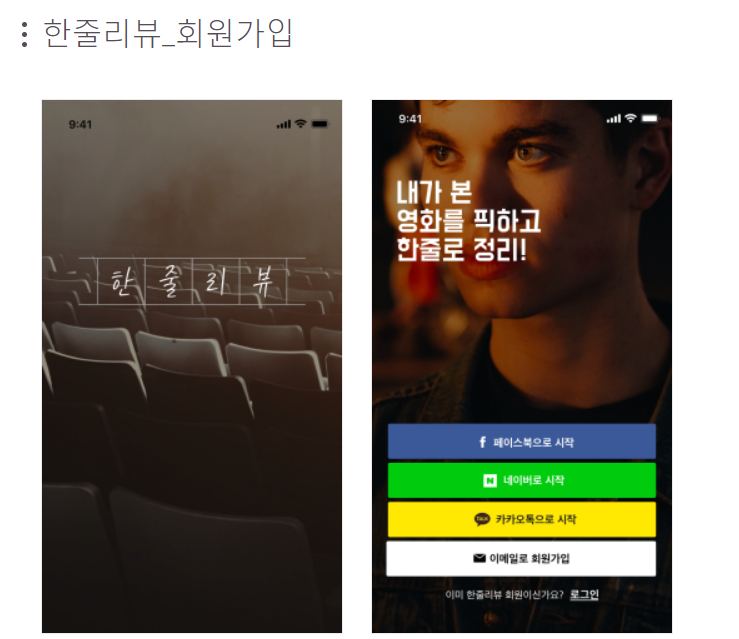 한줄리뷰_회원가입
9:41
한 줄 리 뷰
9:41
내가 본
영화를 픽하고
한줄로 정리!
f 페이스북으로 시작
N 네이버로 시작
TALK 카카오톡으로 시작
이메일로 회원가입
이미 한줄리뷰 회원이신가요? 로그인